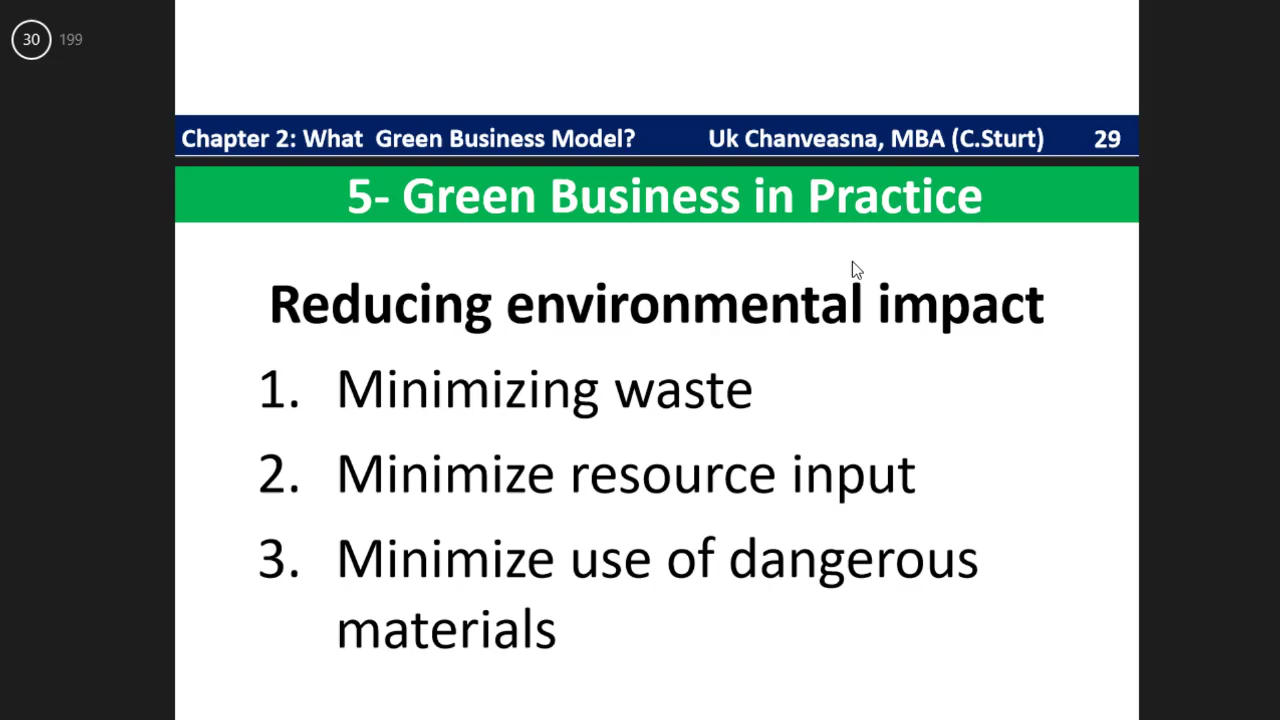 30 199
Chapter 2: What Green Business Model? Uk Chanveasna, MBA (C.Sturt) 29
5- Green Business in Practice
Reducing environmental impact
1. Minimizing waste
2. Minimize resource input
3. Minimize use of dangerous
materials